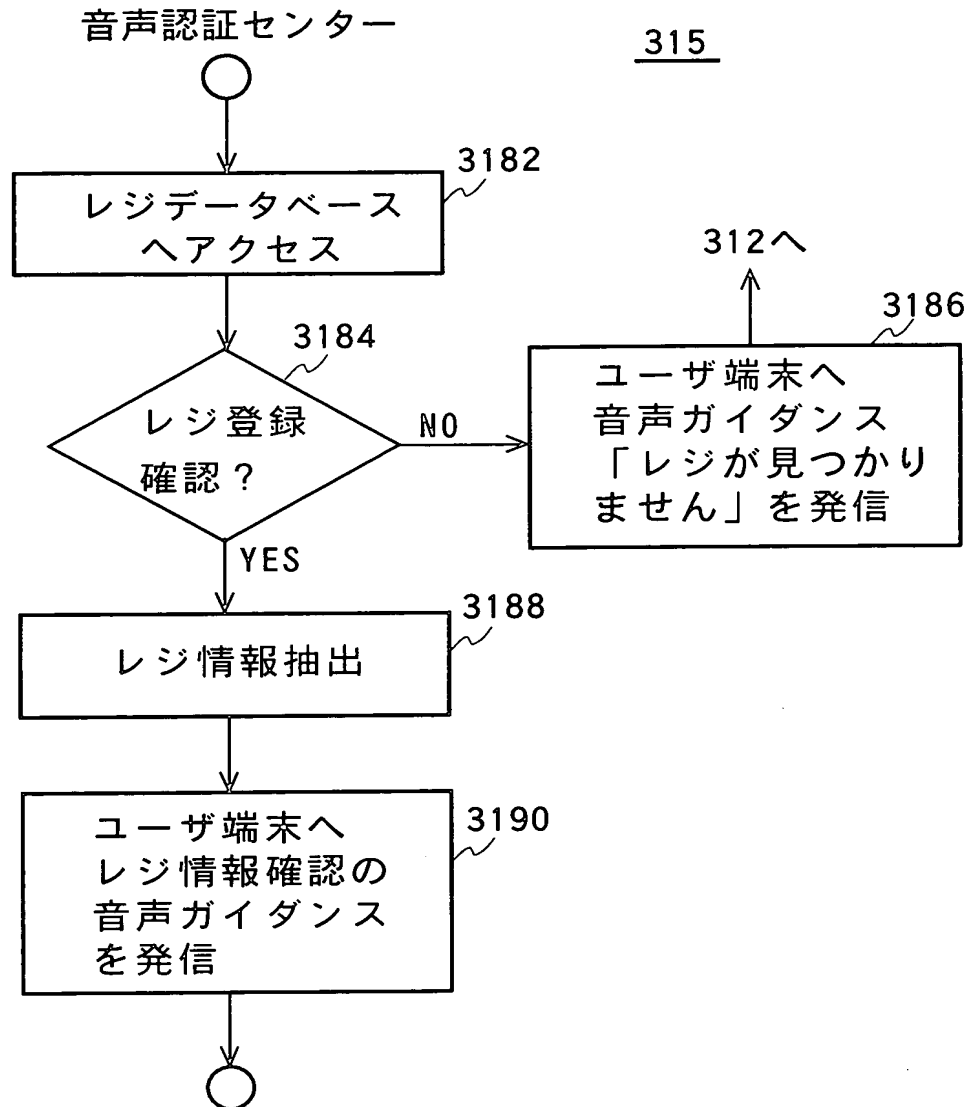 音声認証センター
315
3182
レジデータベース
へアクセス
312へ
3186
3184
ユーザ端末へ
音声ガイダンス
「レジが見つかり
ません」を発信
レジ登録
確認?
NO
YES
3188
レジ情報抽出
3190
ユーザ端末へ
レジ情報確認の
音声ガイダンス
を発信